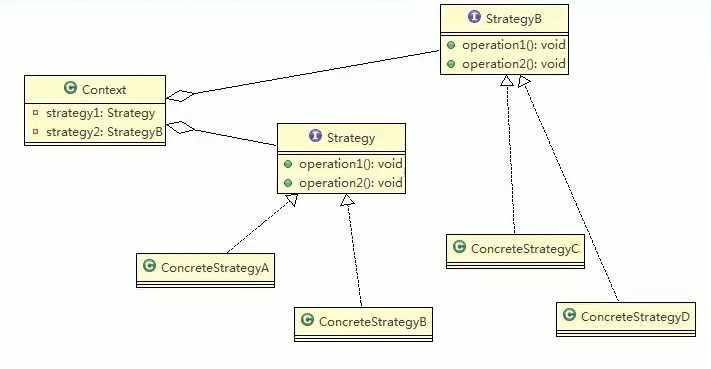 StrategyB
operation1(): void
operation2(): void
Context
strategy1: Strategy
strategy2: StrategyB
Strategy
operation1(): void
operation2(): void
ConcreteStrategyA
ConcreteStrategyB
ConcreteStrategyC
ConcreteStrategyD